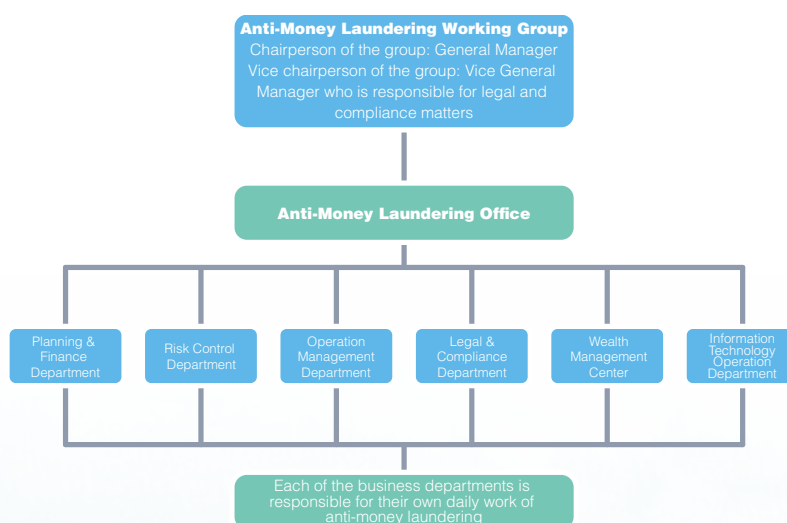 Anti-Money Laundering Working Group
Chairperson of the group: General Manager
Vice chairperson of the group: Vice General
Manager who is responsible for legal and
compliance matters
Anti-Money Laundering Office
Planning &
Finance
Department
Risk Control
Department
Operation
Management
Department
Legal &
Compliance
Department
Wealth
Management
Center
Information
Technology
Operation
Department
Each of the business departments is
responsible for their own daily work of
anti-money laundering